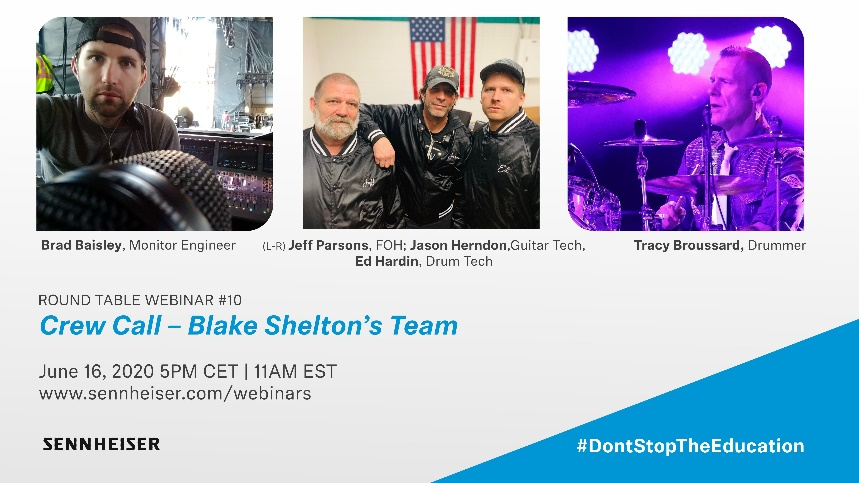 Brad Baisley, Monitor Engineer
(L-R) Jeff Parsons, FOH; Jason Herndon,Guitar Tech,
Ed Hardin, Drum Tech
Tracy Broussard, Drummer
ROUND TABLE WEBINAR #10
Crew Call – Blake Shelton's Team
June 16, 2020 5PM CET | 11AM EST
www.sennheiser.com/webinars
SENNHEISER
#DontStopTheEducation